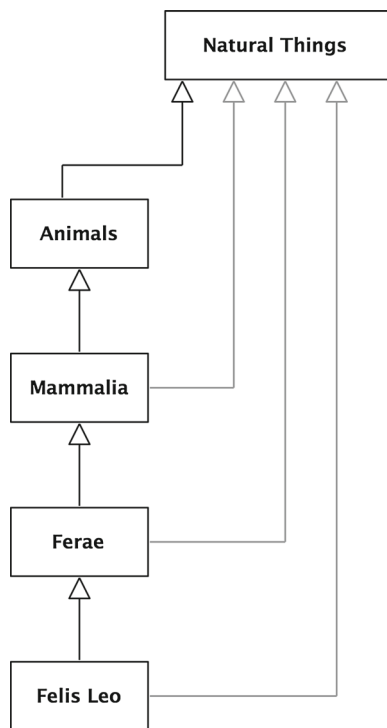 Natural Things
Animals
Mammalia
Ferae
Felis Leo